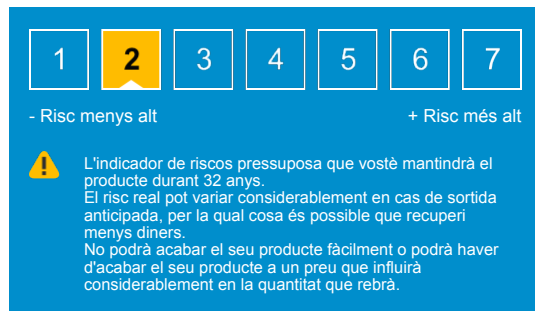 1 2 3 4 5 6 7
- Risc menys alt + Risc més alt
L'indicador de riscos pressuposa que vostè mantindrà el
producte durant 32 anys.
El risc real pot variar considerablement en cas de sortida
anticipada, per la qual cosa és possible que recuperi
menys diners.
No podrà acabar el seu producte fàcilment o podrà haver
d'acabar el seu producte a un preu que influirà
considerablement en la quantitat que rebrà.